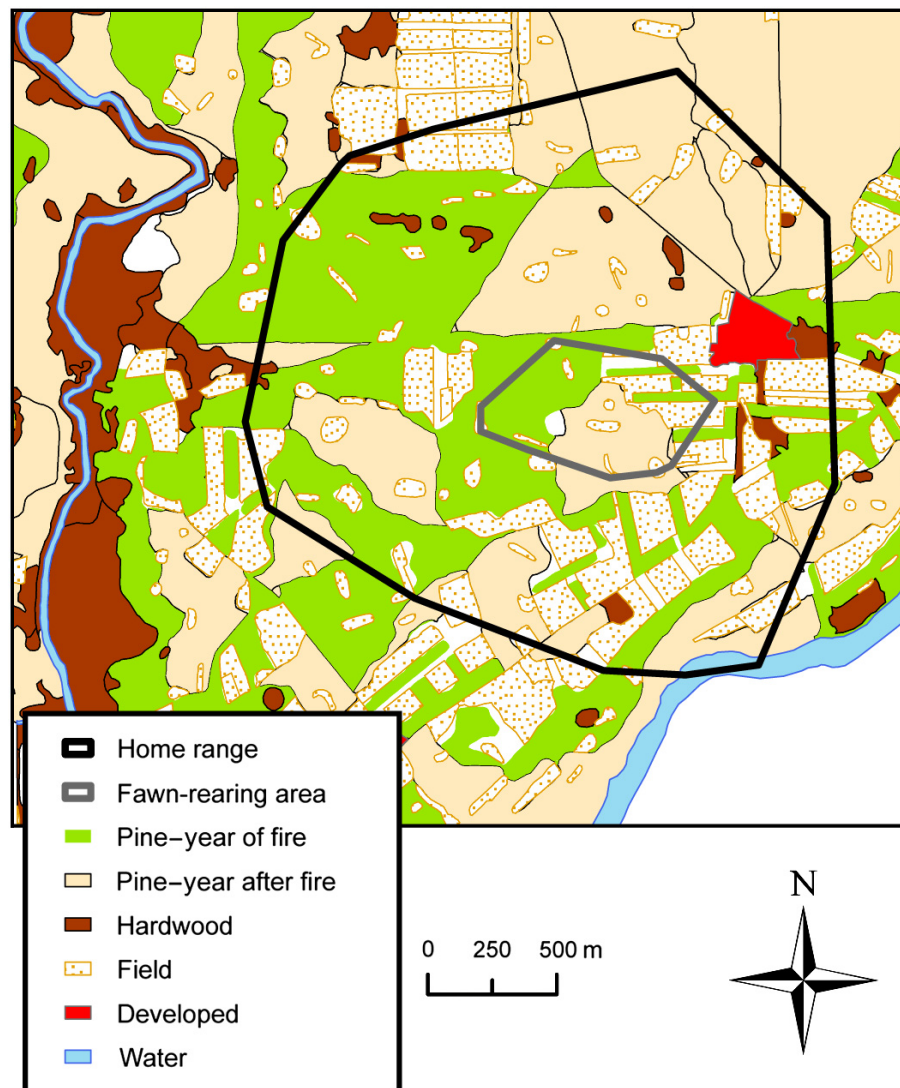 Home range
Fawn-rearing area
Pine−year of fire
Pine−year after fire
Hardwood
Field
Developed
Water
0 250 500 m
N